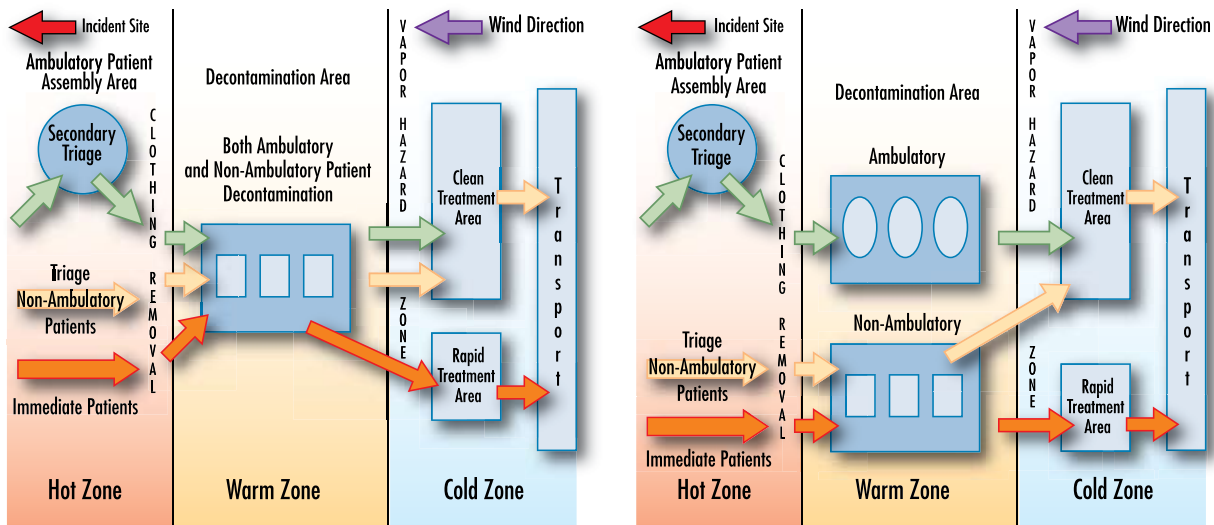 Incident Site
Wind Direction
Ambulatory Patient
Assembly Area
Decontamination Area
Secondary
Triage
CLOTHING REMOVAL
Both Ambulatory
and Non-Ambulatory Patient
Decontamination
VAPOR HAZARD ZONE
Clean
Treatment
Area
Transport
Triage
Non-Ambulatory
Patients
Immediate Patients
Rapid
Treatment
Area
Hot Zone
Warm Zone
Cold Zone
Incident Site
Wind Direction
Ambulatory Patient
Assembly Area
Decontamination Area
Secondary
Triage
CLOTHING REMOVAL
Ambulatory
VAPOR HAZARD ZONE
Clean
Treatment
Area
Transport
Non-Ambulatory
Triage
Non-Ambulatory
Patients
Immediate Patients
Rapid
Treatment
Area
Hot Zone
Warm Zone
Cold Zone